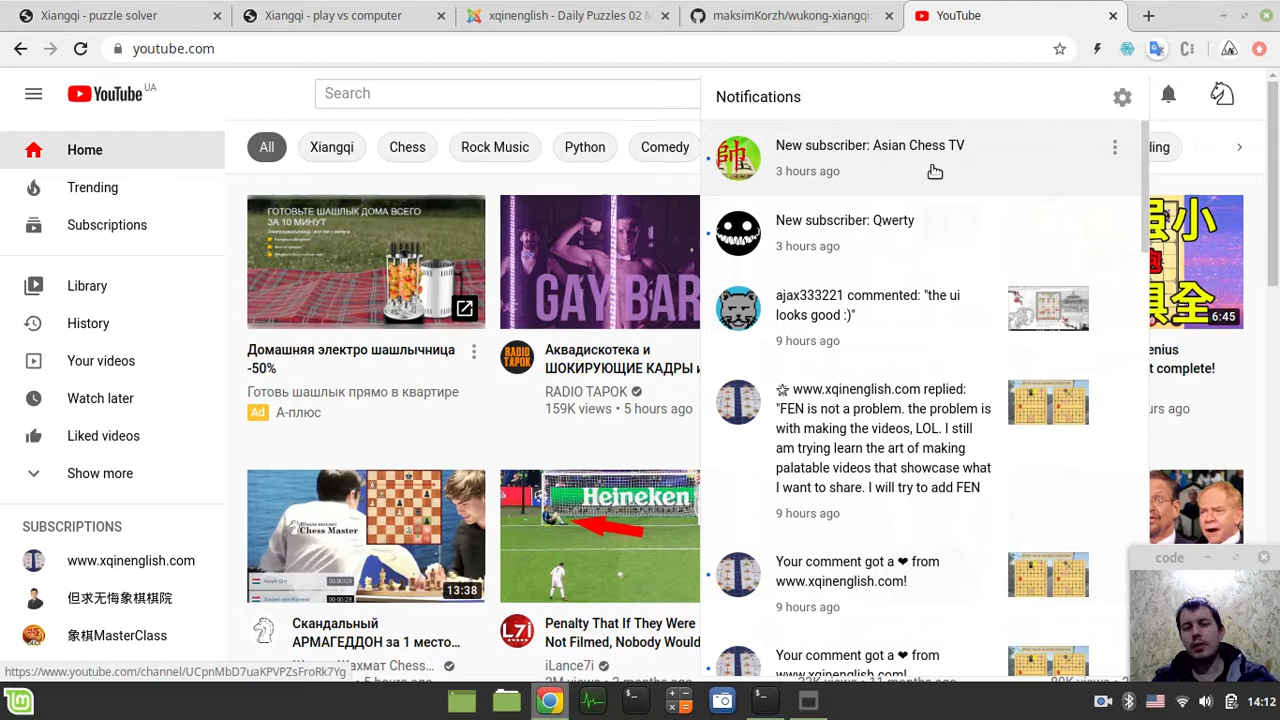 Xiangqi - puzzle solver
Xiangqi - play vs computer
xqinenglish - Daily Puzzles 02 M
maksimKorzh/wukong-xiangqi:
YouTube
youtube.com
YouTube UA
Search
Notifications
All
Xiangqi
Chess
Rock Music
Python
Comedy
Home
Trending
Subscriptions
Library
History
Your videos
Watch later
Liked videos
Show more
SUBSCRIPTIONS
www.xqinenglish.com
但求无悔象棋棋院
象棋MasterClass
ГОТОВЬТЕ ШАШЛЫК ДОМА ВСЕГО
ЗА 10 МИНУТ
Домашняя электро шашлычница
-50%
Готовь шашлык прямо в квартире
Ad А-плюс
GAY BAR
RADIO TAPOK
Аквадискотека и
ШОКИРУЮЩИЕ КАДРЫ и
RADIO TAPOK
159K views • 5 hours ago
Chess Master
13:38
Скандальный
АРМАГЕДДОН за 1 место...
Heineken
L7i
Penalty That If They Were
Not Filmed, Nobody Would
iLance7i
New subscriber: Asian Chess TV
3 hours ago
New subscriber: Qwerty
3 hours ago
ajax333221 commented: "the ui
looks good :)"
9 hours ago
☆ www.xqinenglish.com replied:
"FEN is not a problem. the problem is
with making the videos, LOL. I still
am trying learn the art of making
palatable videos that showcase what
I want to share. I will try to add FEN
9 hours ago
Your comment got a ❤ from
www.xqinenglish.com!
9 hours ago
Your comment got a ❤ from
www.xqinenglish.com!
小
全
6:45
enius
t complete!
code
https://www.youtube.com/channel/UCpnMbD7uaKPVPZsFrqiKx7Vg
14:12